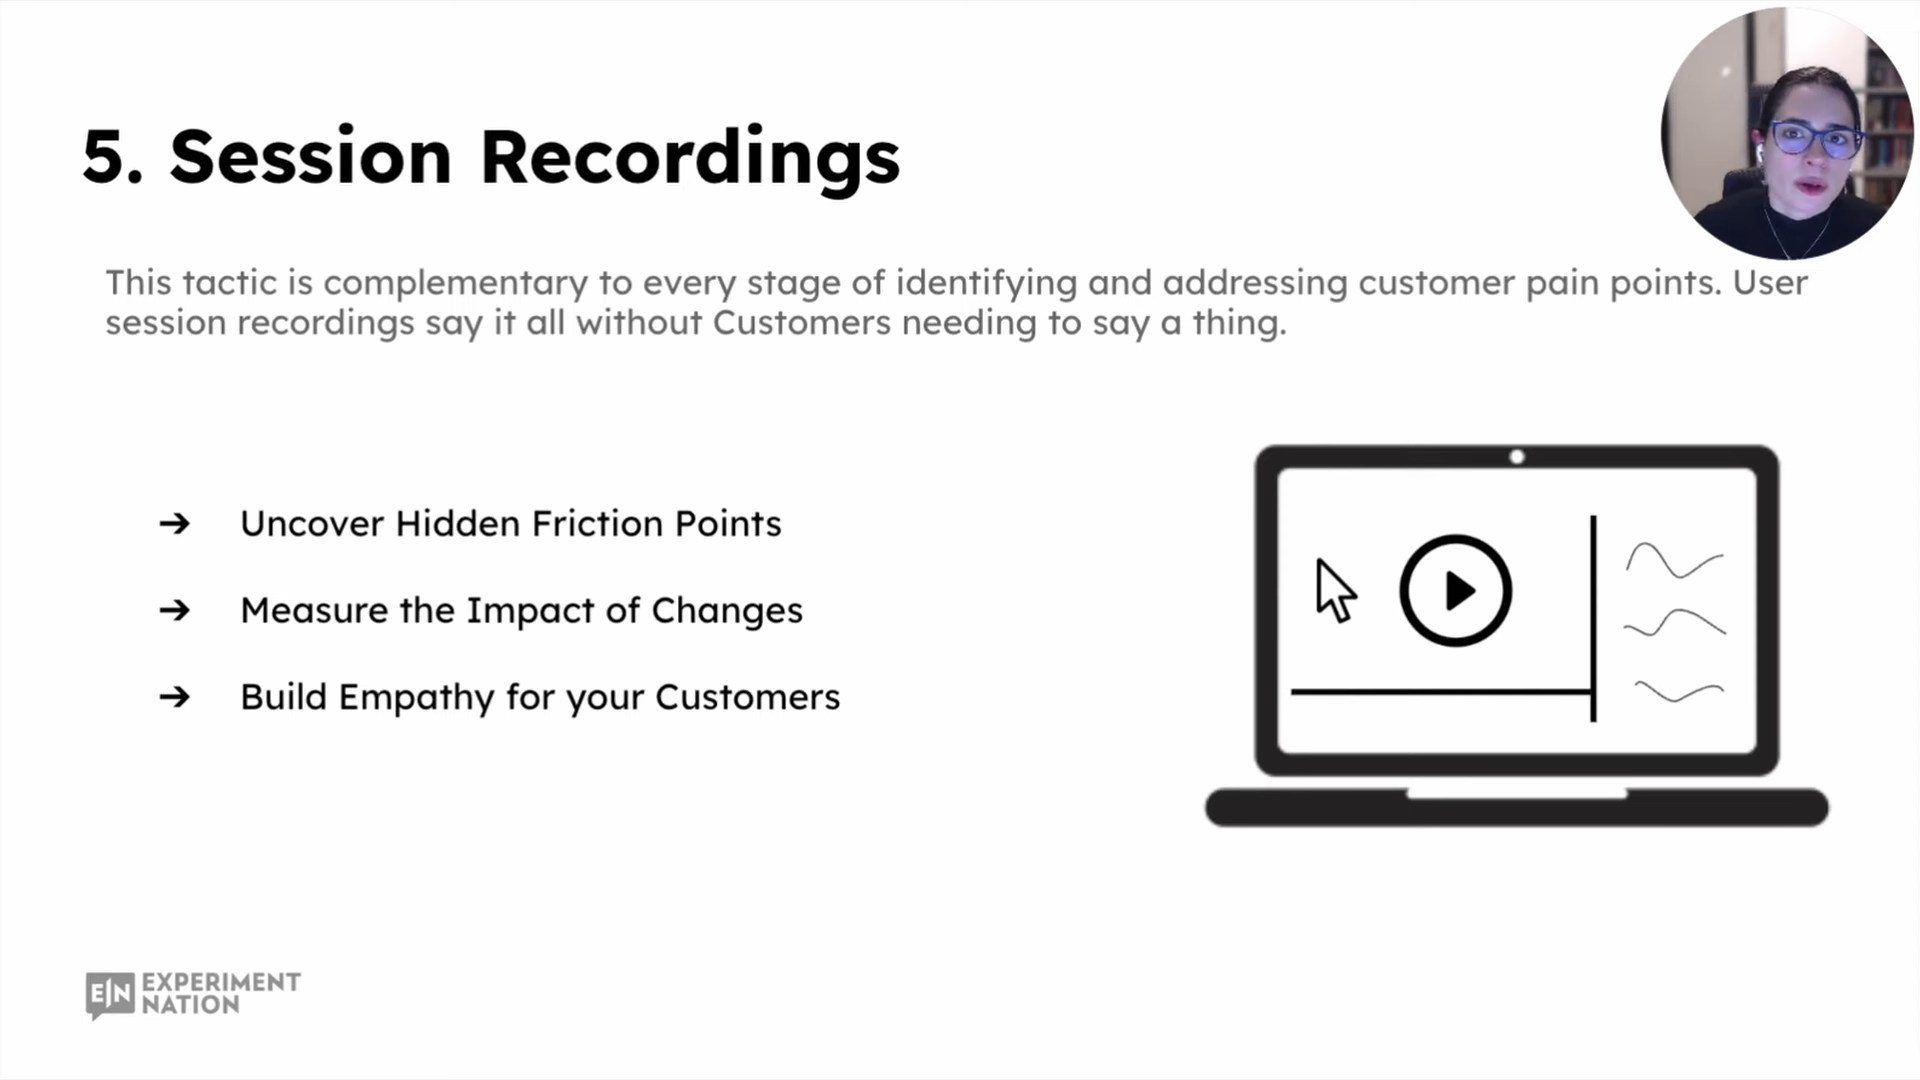 5. Session Recordings
This tactic is complementary to every stage of identifying and addressing customer pain points. User
session recordings say it all without Customers needing to say a thing.
➔ Uncover Hidden Friction Points
➔ Measure the Impact of Changes
➔ Build Empathy for your Customers
E|N EXPERIMENT
NATION